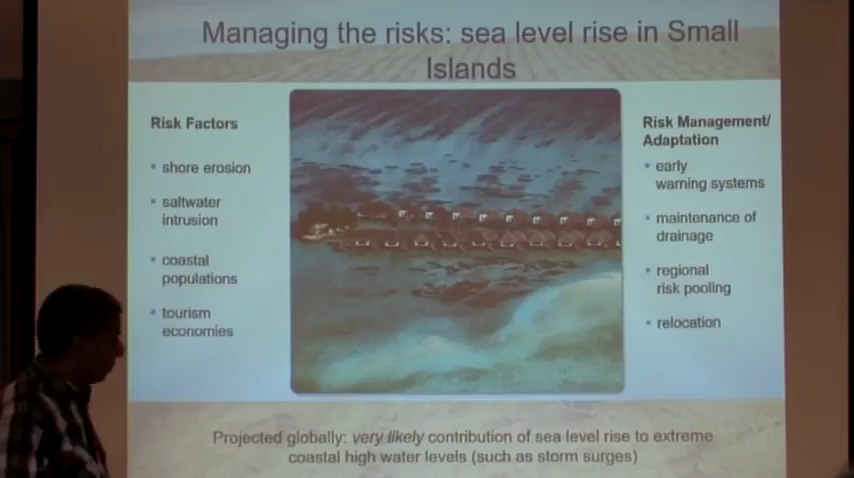 Managing the risks: sea level rise in Small
Islands
Risk Factors
shore erosion
saltwater
intrusion
coastal
populations
tourism
economies
Risk Management/
Adaptation
early
warning systems
maintenance of
drainage
regional
risk pooling
relocation
Projected globally: very likely contribution of sea level rise to extreme
coastal high water levels (such as storm surges)